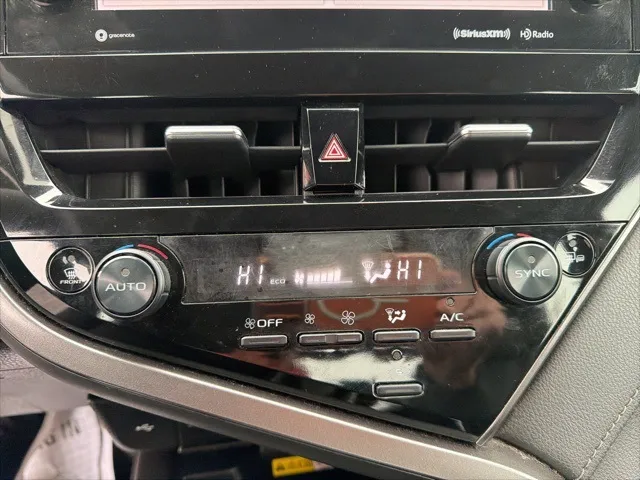 gracenote
SiriusXM
HD Radio
FRONT
AUTO
HI ECO HI
SYNC
OFF
A/C